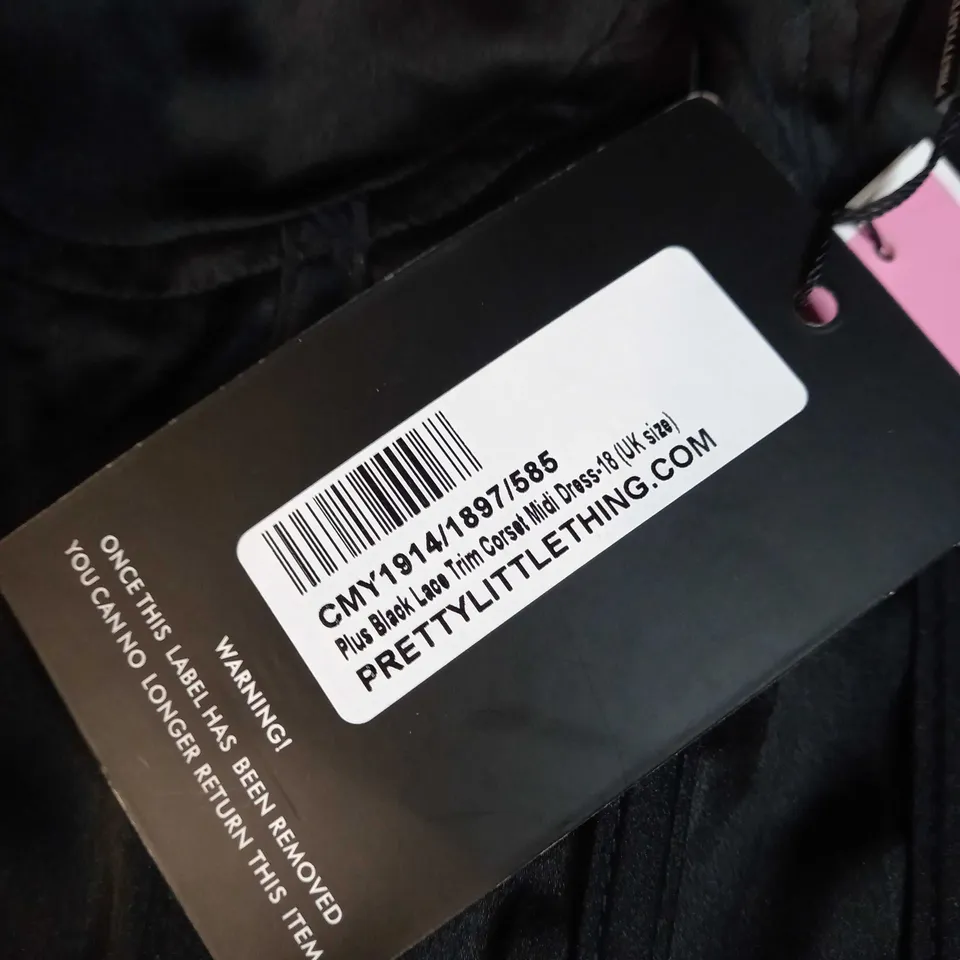 CMY1914/1897/585
Plus Black Lace Trim Corset Midi Dress-18 (UK size)
PRETTYLITTLETHING.COM
WARNING!
ONCE THIS LABEL HAS BEEN REMOVED
YOU CAN NO LONGER RETURN THIS ITEM